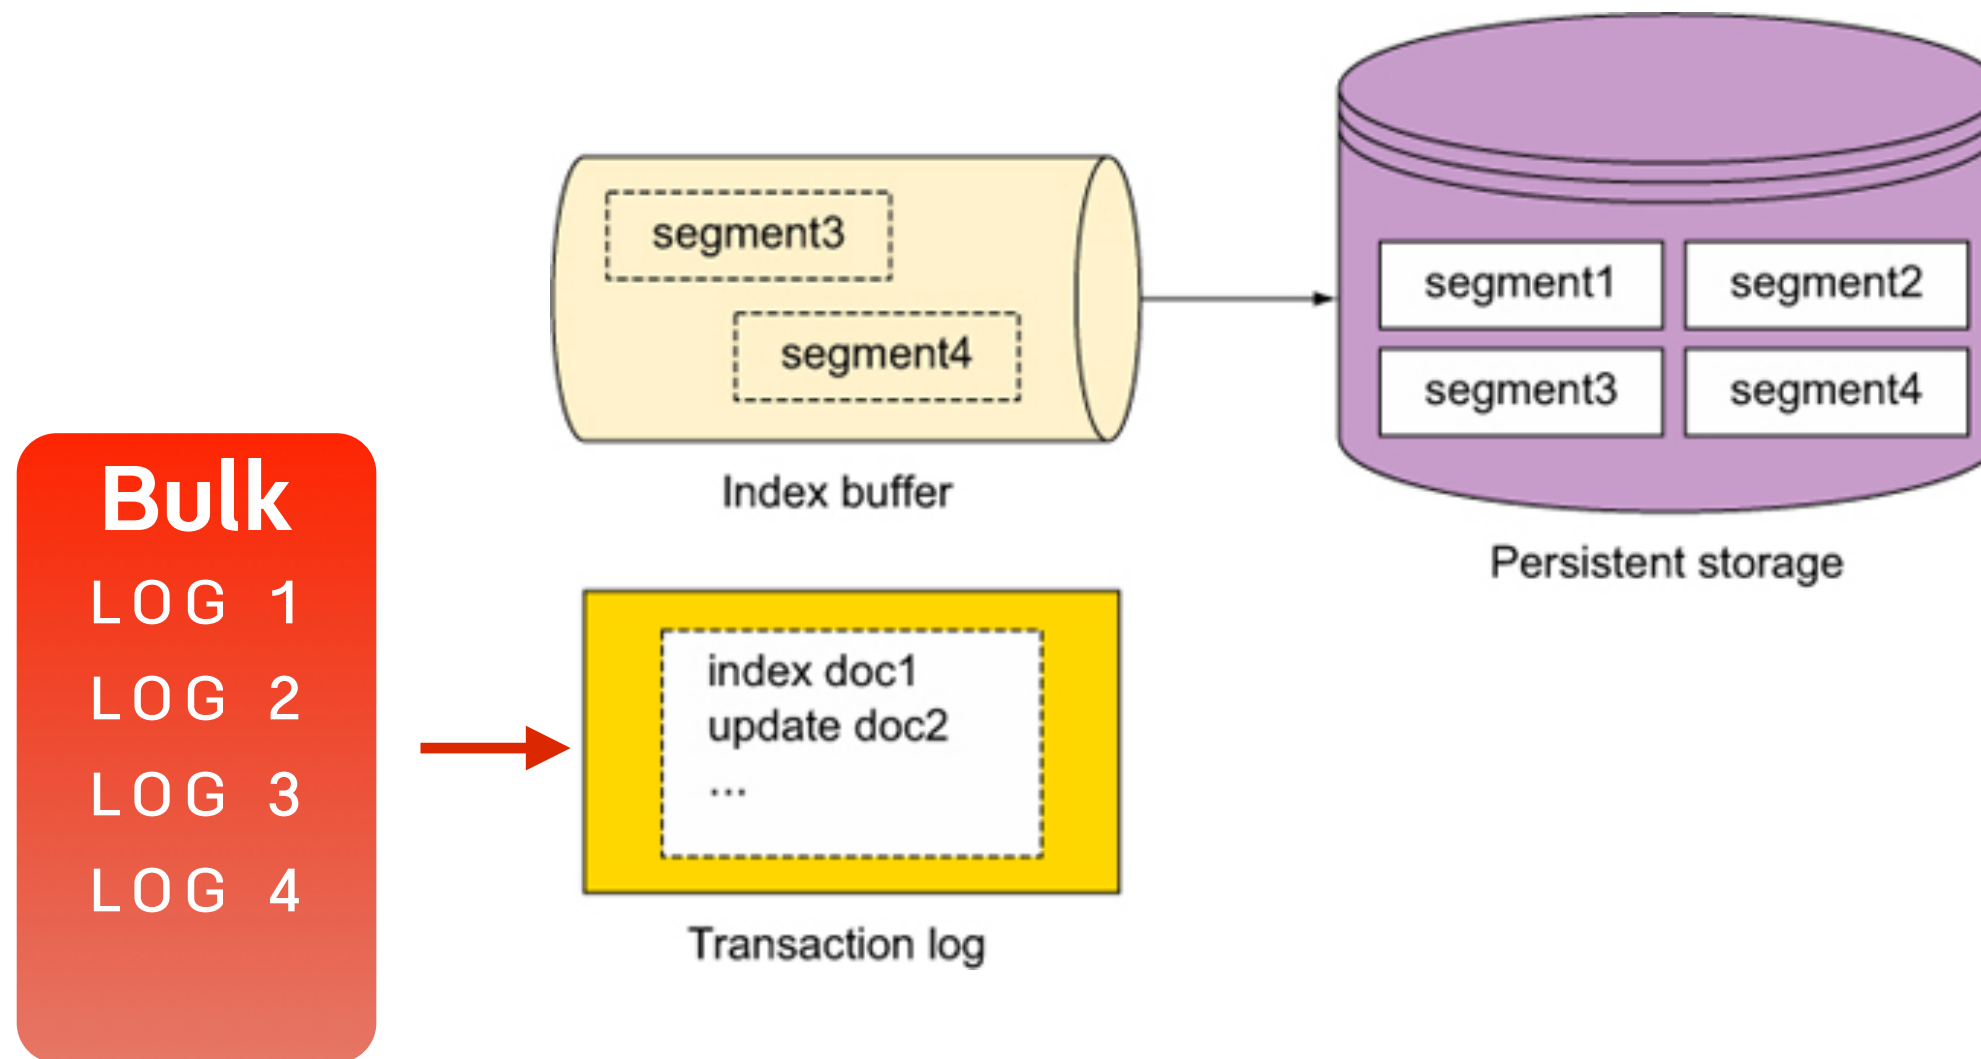 Bulk
LOG 1
LOG 2
LOG 3
LOG 4
segment3
segment4
Index buffer
index doc1
update doc2
...
Transaction log
segment1 segment2
segment3 segment4
Persistent storage